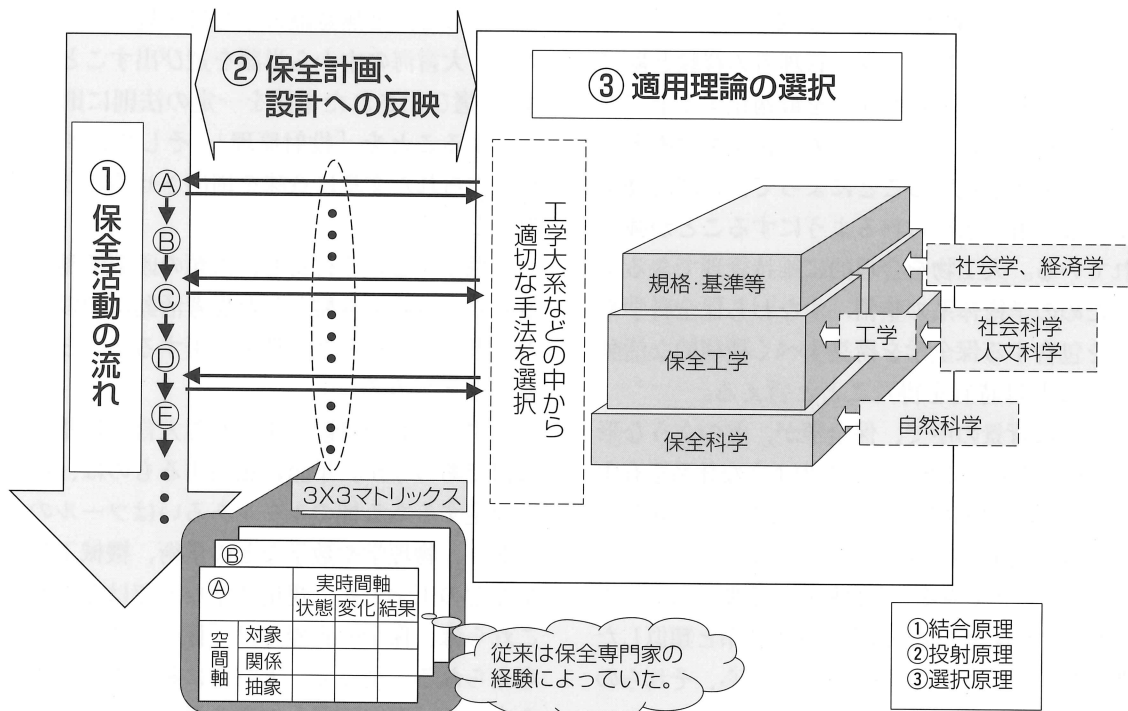 ② 保全計画、
設計への反映
③ 適用理論の選択
① 保全活動の流れ
Ⓐ
Ⓑ
Ⓒ
Ⓓ
Ⓔ
工学大系などの中から
適切な手法を選択
規格・基準等
保全工学
保全科学
社会学、経済学
工学
社会科学
人文科学
自然科学
3X3マトリックス
Ⓑ
Ⓐ
実時間軸
状態 変化 結果
空間軸
対象
関係
抽象
従来は保全専門家の
経験によっていた。
①結合原理
②投射原理
③選択原理